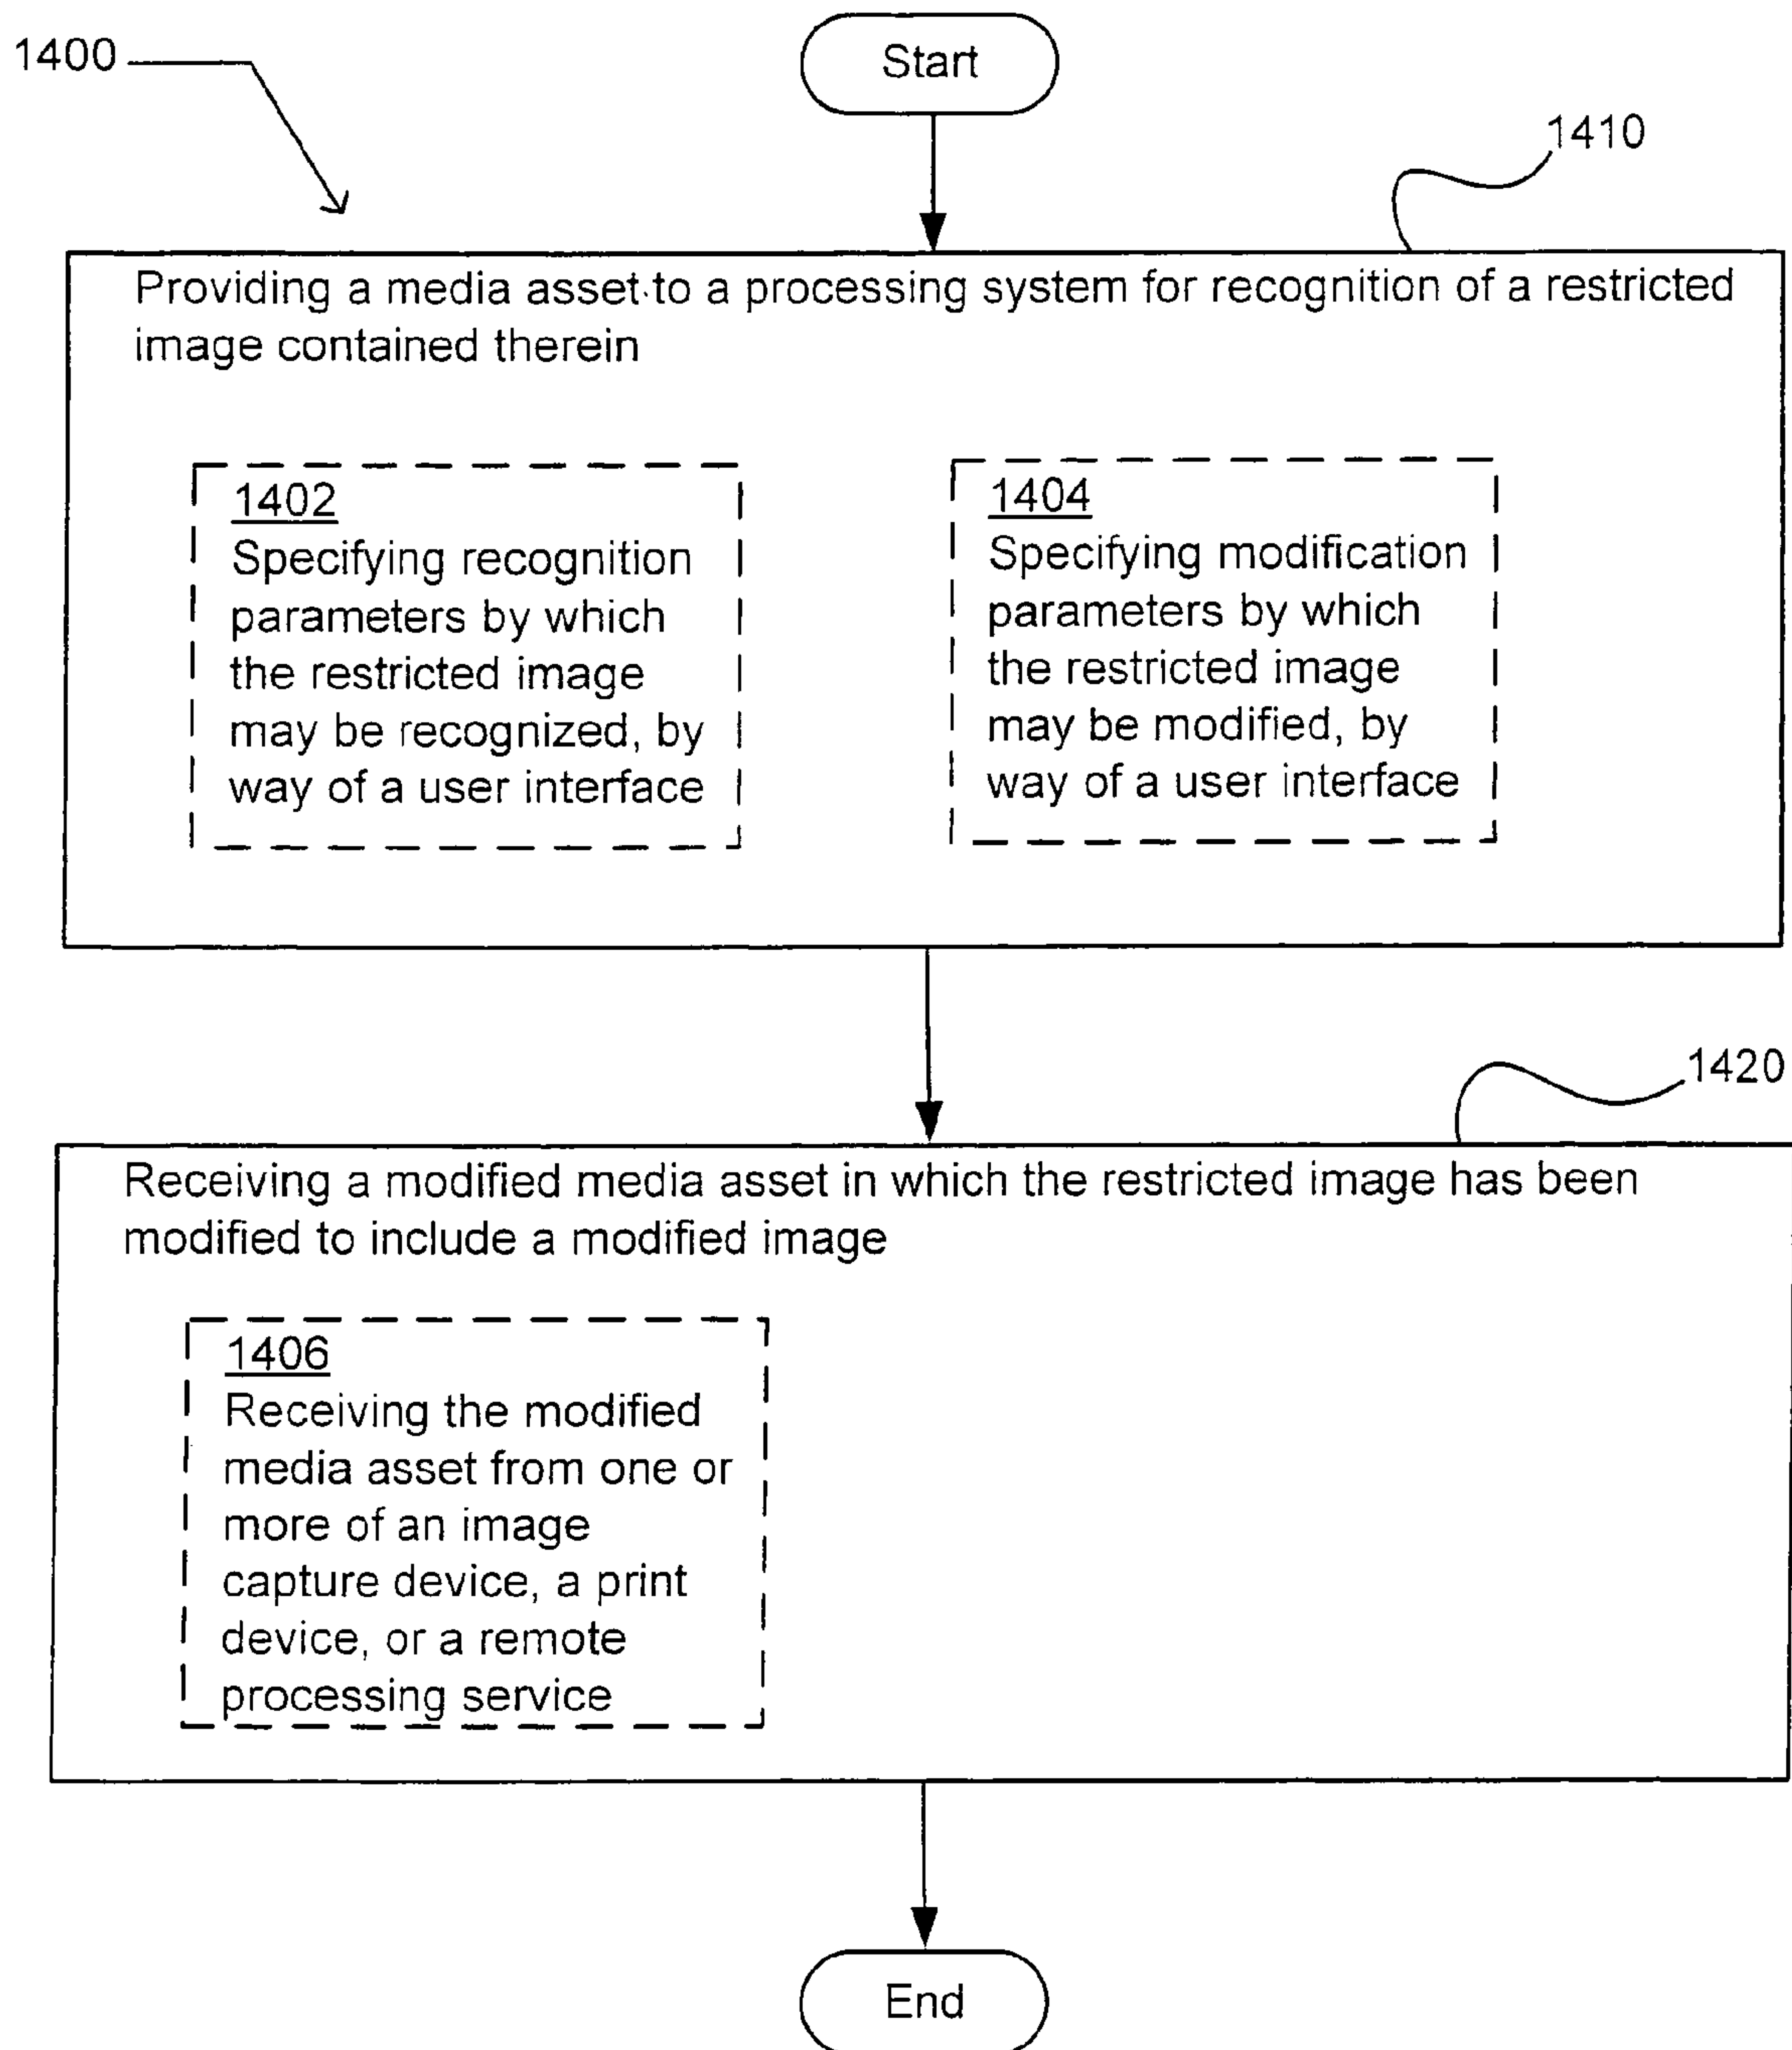 1400
Start
1410
Providing a media asset to a processing system for recognition of a restricted
image contained therein
1402
Specifying recognition
parameters by which
the restricted image
may be recognized, by
way of a user interface
1404
Specifying modification
parameters by which
the restricted image
may be modified, by
way of a user interface
1420
Receiving a modified media asset in which the restricted image has been
modified to include a modified image
1406
Receiving the modified
media asset from one or
more of an image
capture device, a print
device, or a remote
processing service
End